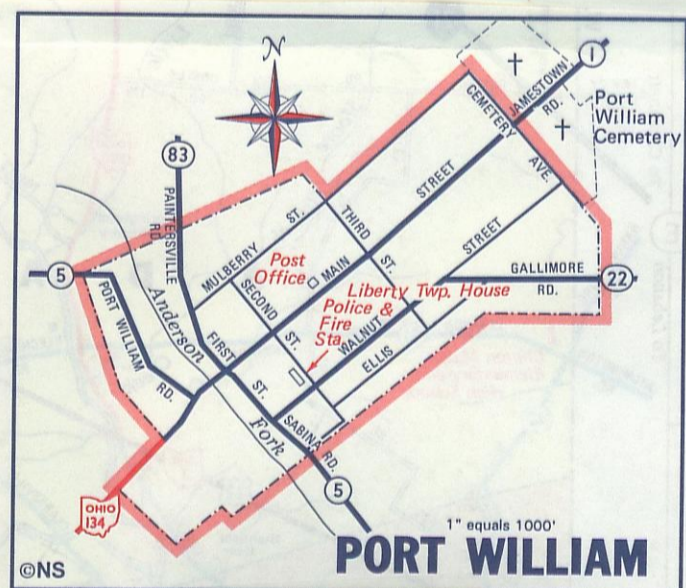 N
1
JAMESTOWN
RD.
CEMETERY
AVE.
Port
William
Cemetery
83
PAINTERSVILLE
RD
MULBERRY ST.
THIRD
ST.
MAIN STREET
Post
Office
SECOND
ST.
STREET
GALLIMORE
RD.
22
5
PORT WILLIAM
RD.
Anderson
Fork
Liberty Twp. House
Police &
Fire
Sta.
WALNUT
ELLIS
FIRST
ST.
SABINA RD.
5
OHIO
134
1" equals 1000'
PORT WILLIAM
©NS